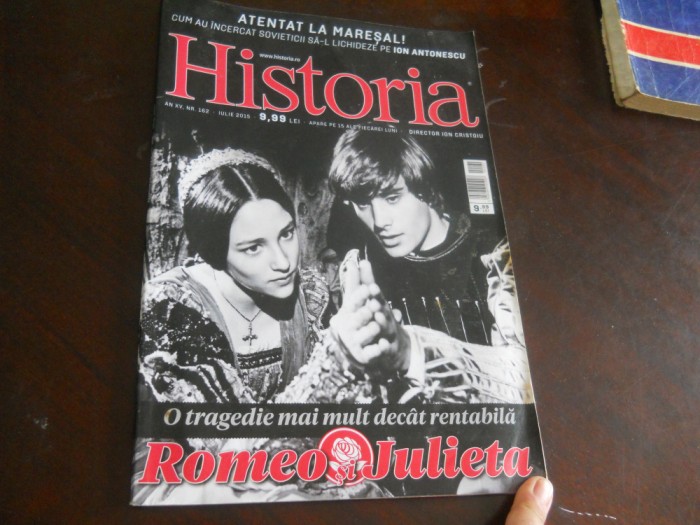 ATENTAT LA MAREȘAL!
CUM AU ÎNCERCAT SOVIETICII SĂ-L LICHIDEZE PE ION ANTONESCU
www.historia.ro
Historia
AN XV, NR. 162 · IULIE 2015 · 9,99 LEI · APARE PE 15 ALE FIECĂREI LUNI · DIRECTOR ION CRISTOIU
O tragedie mai mult decât rentabilă
Romeo și Julieta